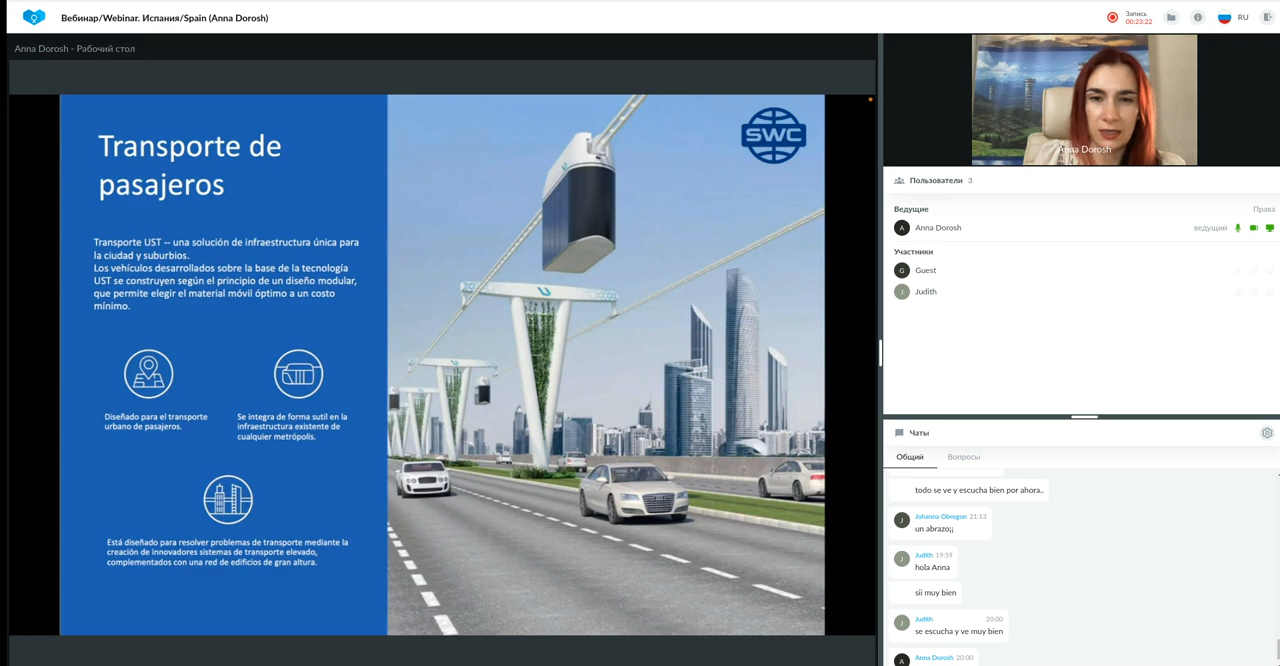 Вебинар/Webinar. Испания/Spain (Anna Dorosh)
Запись
00:23:22
RU
Anna Dorosh - Рабочий стол
Transporte de
pasajeros
Transporte UST -- una solución de infraestructura única para
la ciudad y suburbios.
Los vehículos desarrollados sobre la base de la tecnología
UST se construyen según el principio de un diseño modular,
que permite elegir el material móvil óptimo a un costo
mínimo.
Diseñado para el transporte
urbano de pasajeros.
Se integra de forma sutil en la
infraestructura existente de
cualquier metrópolis.
Está diseñado para resolver problemas de transporte mediante la
creación de innovadores sistemas de transporte elevado,
complementados con una red de edificios de gran altura.
SWC
Anna Dorosh
Пользователи 3
Ведущие
Права
A
Anna Dorosh
ведущий
Участники
G
Guest
J
Judith
Чаты
Общий
Вопросы
todo se ve y escucha bien por ahora..
J
Johanna Obregon 21:13
un abrazo¡¡
J
Judith 19:59
hola Anna
sii muy bien
J
Judith 20:00
se escucha y ve muy bien
A
Anna Dorosh 20:00